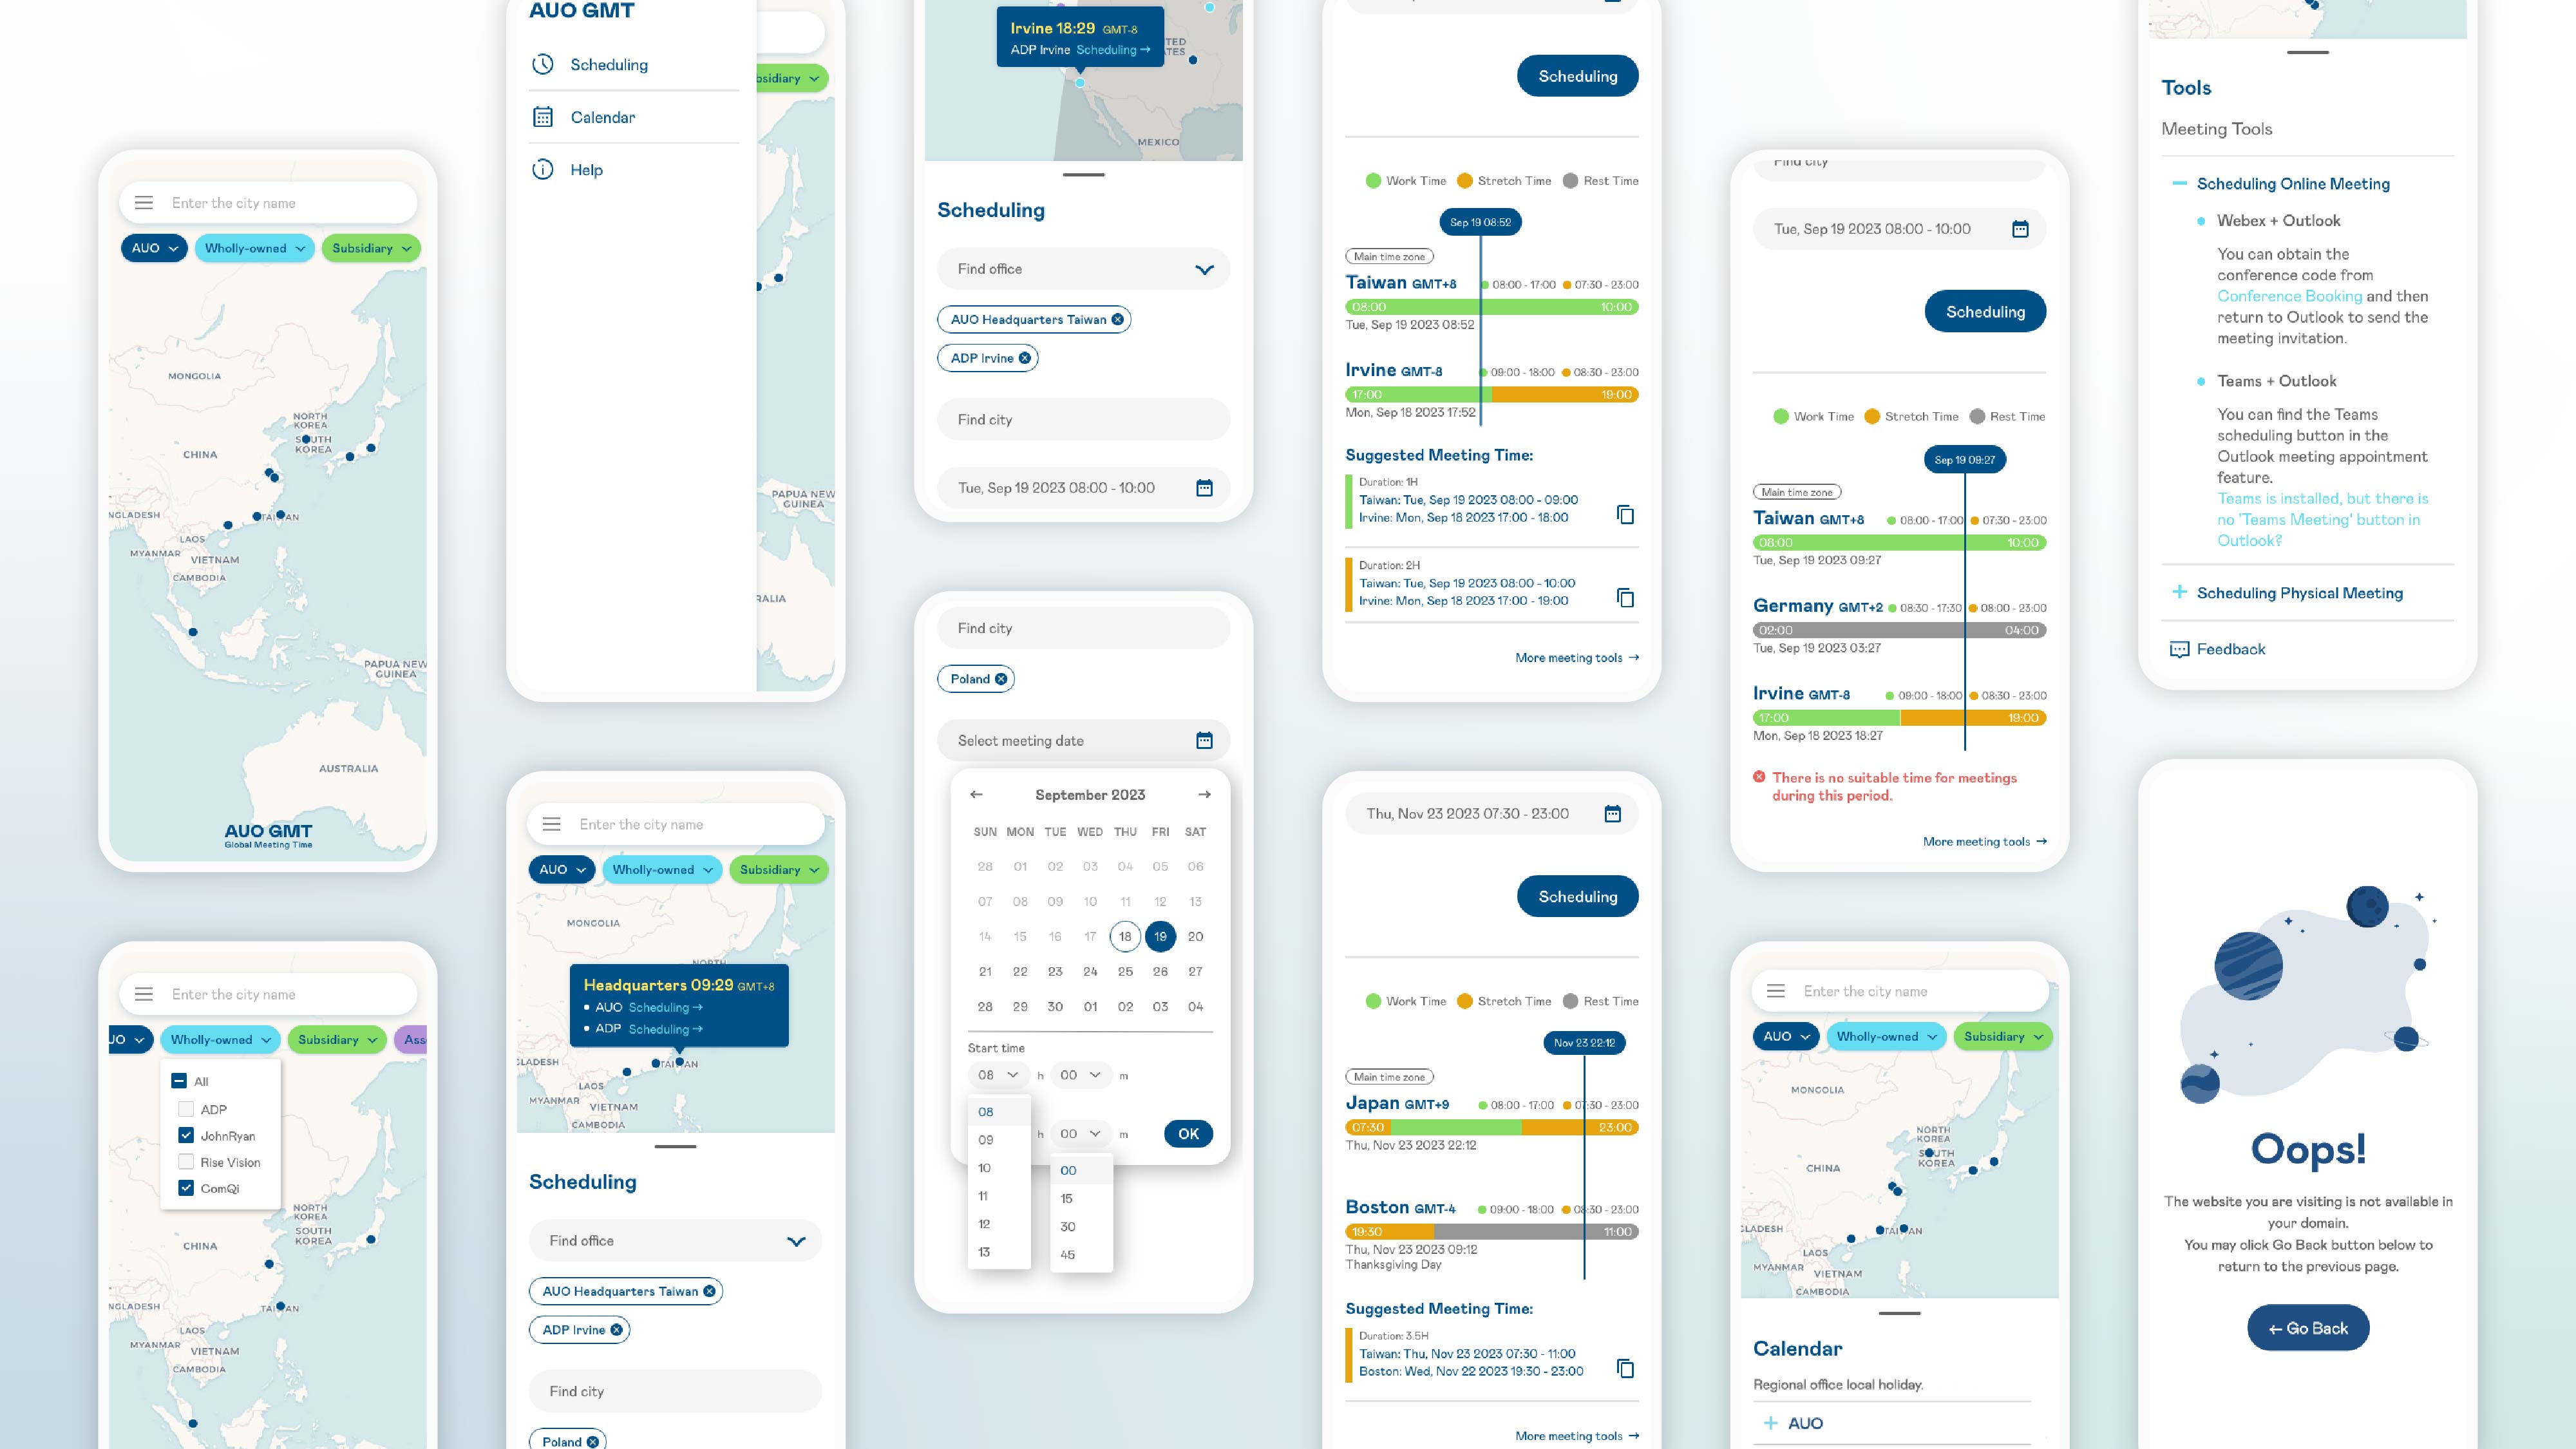 Enter the city name
AUO
Wholly-owned
Subsidiary
MONGOLIA
NORTH
KOREA
SOUTH
KOREA
CHINA
NGLADESH
TAIWAN
LAOS
MYANMAR
VIETNAM
CAMBODIA
PAPUA NEW
GUINEA
AUSTRALIA
AUO GMT
Global Meeting Time
Enter the city name
UO
Wholly-owned
Subsidiary
Ass
All
ADP
JohnRyan
Rise Vision
ComQi
NORTH
KOREA
SOUTH
KOREA
CHINA
NGLADESH
TAIWAN
LAOS
MYANMAR
VIETNAM
CAMBODIA
AUO GMT
Scheduling
Calendar
Help
bsidiary
PAPUA NEW
GUINEA
RALIA
Enter the city name
AUO
Wholly-owned
Subsidiary
MONGOLIA
NORTH
Headquarters 09:29 GMT+8
• AUO Scheduling →
• ADP Scheduling →
GLADESH
TAIWAN
LAOS
MYANMAR
VIETNAM
CAMBODIA
Scheduling
Find office
AUO Headquarters Taiwan
ADP Irvine
Find city
Poland
Irvine 18:29 GMT-8
ADP Irvine Scheduling →
TED
TES
MEXICO
Scheduling
Find office
AUO Headquarters Taiwan
ADP Irvine
Find city
Tue, Sep 19 2023 08:00 - 10:00
Find city
Poland
Select meeting date
← September 2023 →
SUN MON TUE WED THU FRI SAT
28 01 02 03 04 05 06
07 08 09 10 11 12 13
14 15 16 17 18 19 20
21 22 23 24 25 26 27
28 29 30 01 02 03 04
Start time
08 h 00 m
08
09 h 00 m OK
10 00
11 15
12 30
13 45
Scheduling
Work Time Stretch Time Rest Time
Sep 19 08:52
Main time zone
Taiwan GMT+8 08:00 - 17:00 07:30 - 23:00
08:00 10:00
Tue, Sep 19 2023 08:52
Irvine GMT-8 09:00 - 18:00 08:30 - 23:00
17:00 19:00
Mon, Sep 18 2023 17:52
Suggested Meeting Time:
Duration: 1H
Taiwan: Tue, Sep 19 2023 08:00 - 09:00
Irvine: Mon, Sep 18 2023 17:00 - 18:00
Duration: 2H
Taiwan: Tue, Sep 19 2023 08:00 - 10:00
Irvine: Mon, Sep 18 2023 17:00 - 19:00
More meeting tools →
Thu, Nov 23 2023 07:30 - 23:00
Scheduling
Work Time Stretch Time Rest Time
Nov 23 22:12
Main time zone
Japan GMT+9 08:00 - 17:00 07:30 - 23:00
07:30 23:00
Thu, Nov 23 2023 22:12
Boston GMT-4 09:00 - 18:00 08:30 - 23:00
19:30 11:00
Thu, Nov 23 2023 09:12
Thanksgiving Day
Suggested Meeting Time:
Duration: 3.5H
Taiwan: Thu, Nov 23 2023 07:30 - 11:00
Boston: Wed, Nov 22 2023 19:30 - 23:00
More meeting tools →
Find city
Tue, Sep 19 2023 08:00 - 10:00
Scheduling
Work Time Stretch Time Rest Time
Sep 19 09:27
Main time zone
Taiwan GMT+8 08:00 - 17:00 07:30 - 23:00
08:00 10:00
Tue, Sep 19 2023 09:27
Germany GMT+2 08:30 - 17:30 08:00 - 23:00
02:00 04:00
Tue, Sep 19 2023 03:27
Irvine GMT-8 09:00 - 18:00 08:30 - 23:00
17:00 19:00
Mon, Sep 18 2023 18:27
There is no suitable time for meetings
during this period.
More meeting tools →
Enter the city name
AUO
Wholly-owned
Subsidiary
MONGOLIA
NORTH
KOREA
SOUTH
KOREA
CHINA
GLADESH
TAIWAN
LAOS
MYANMAR
VIETNAM
CAMBODIA
Calendar
Regional office local holiday.
+ AUO
Tools
Meeting Tools
Scheduling Online Meeting
• Webex + Outlook
You can obtain the
conference code from
Conference Booking and then
return to Outlook to send the
meeting invitation.
• Teams + Outlook
You can find the Teams
scheduling button in the
Outlook meeting appointment
feature.
Teams is installed, but there is
no 'Teams Meeting' button in
Outlook?
+ Scheduling Physical Meeting
Feedback
Oops!
The website you are visiting is not available in
your domain.
You may click Go Back button below to
return to the previous page.
← Go Back